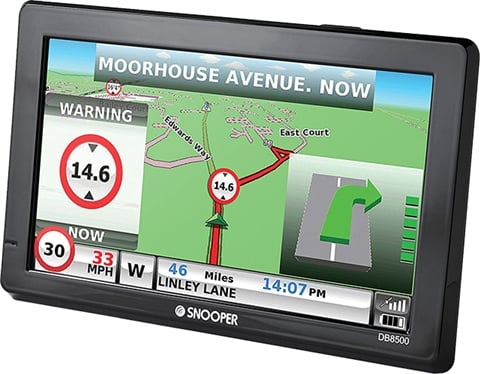 MOORHOUSE AVENUE. NOW
WARNING
14.6
NOW
Edwards Way
East Court
14.6
30
33
MPH
W
46 Miles
LINLEY LANE
14:07 PM
SNOOPER
DB8500